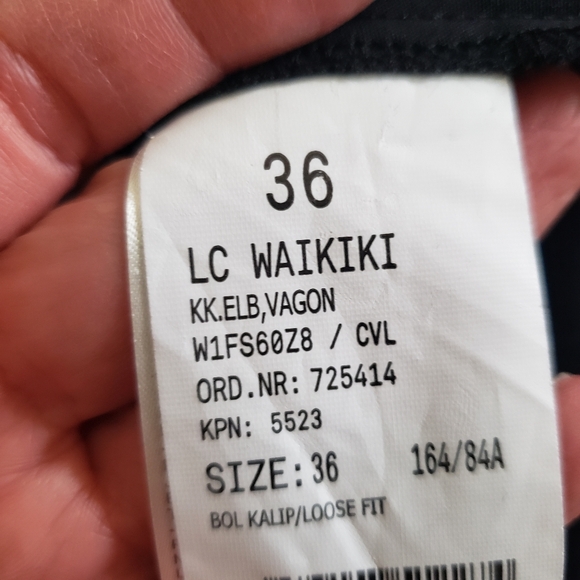 36
LC WAIKIKI
KK.ELB,VAGON
W1FS60Z8 / CVL
ORD.NR: 725414
KPN: 5523
SIZE: 36 164/84A
BOL KALIP/LOOSE FIT